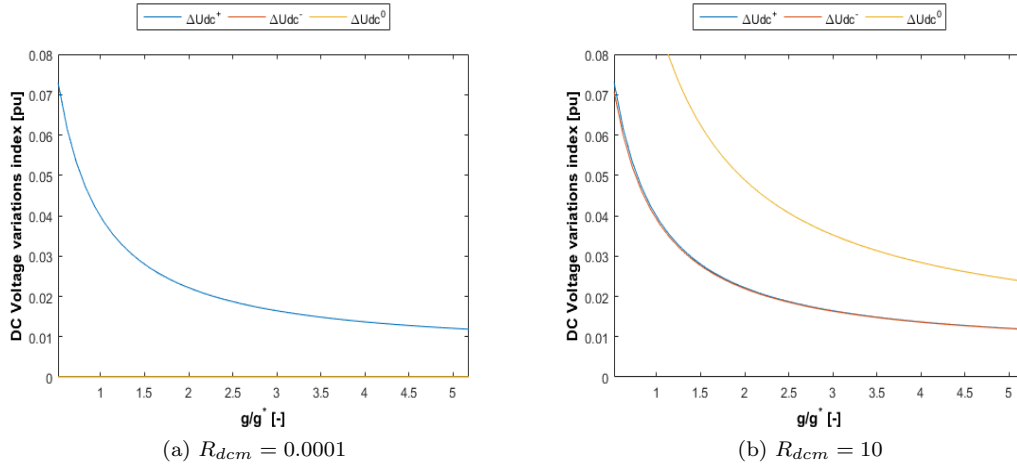 ΔUdc⁺ ΔUdc⁻ ΔUdc⁰
DC Voltage variations index [pu]
0.08
0.07
0.06
0.05
0.04
0.03
0.02
0.01
0
1 1.5 2 2.5 3 3.5 4 4.5 5
g/g* [-]
(a) R_dcm = 0.0001
ΔUdc⁺ ΔUdc⁻ ΔUdc⁰
DC Voltage variations index [pu]
0.08
0.07
0.06
0.05
0.04
0.03
0.02
0.01
0
1 1.5 2 2.5 3 3.5 4 4.5 5
g/g* [-]
(b) R_dcm = 10